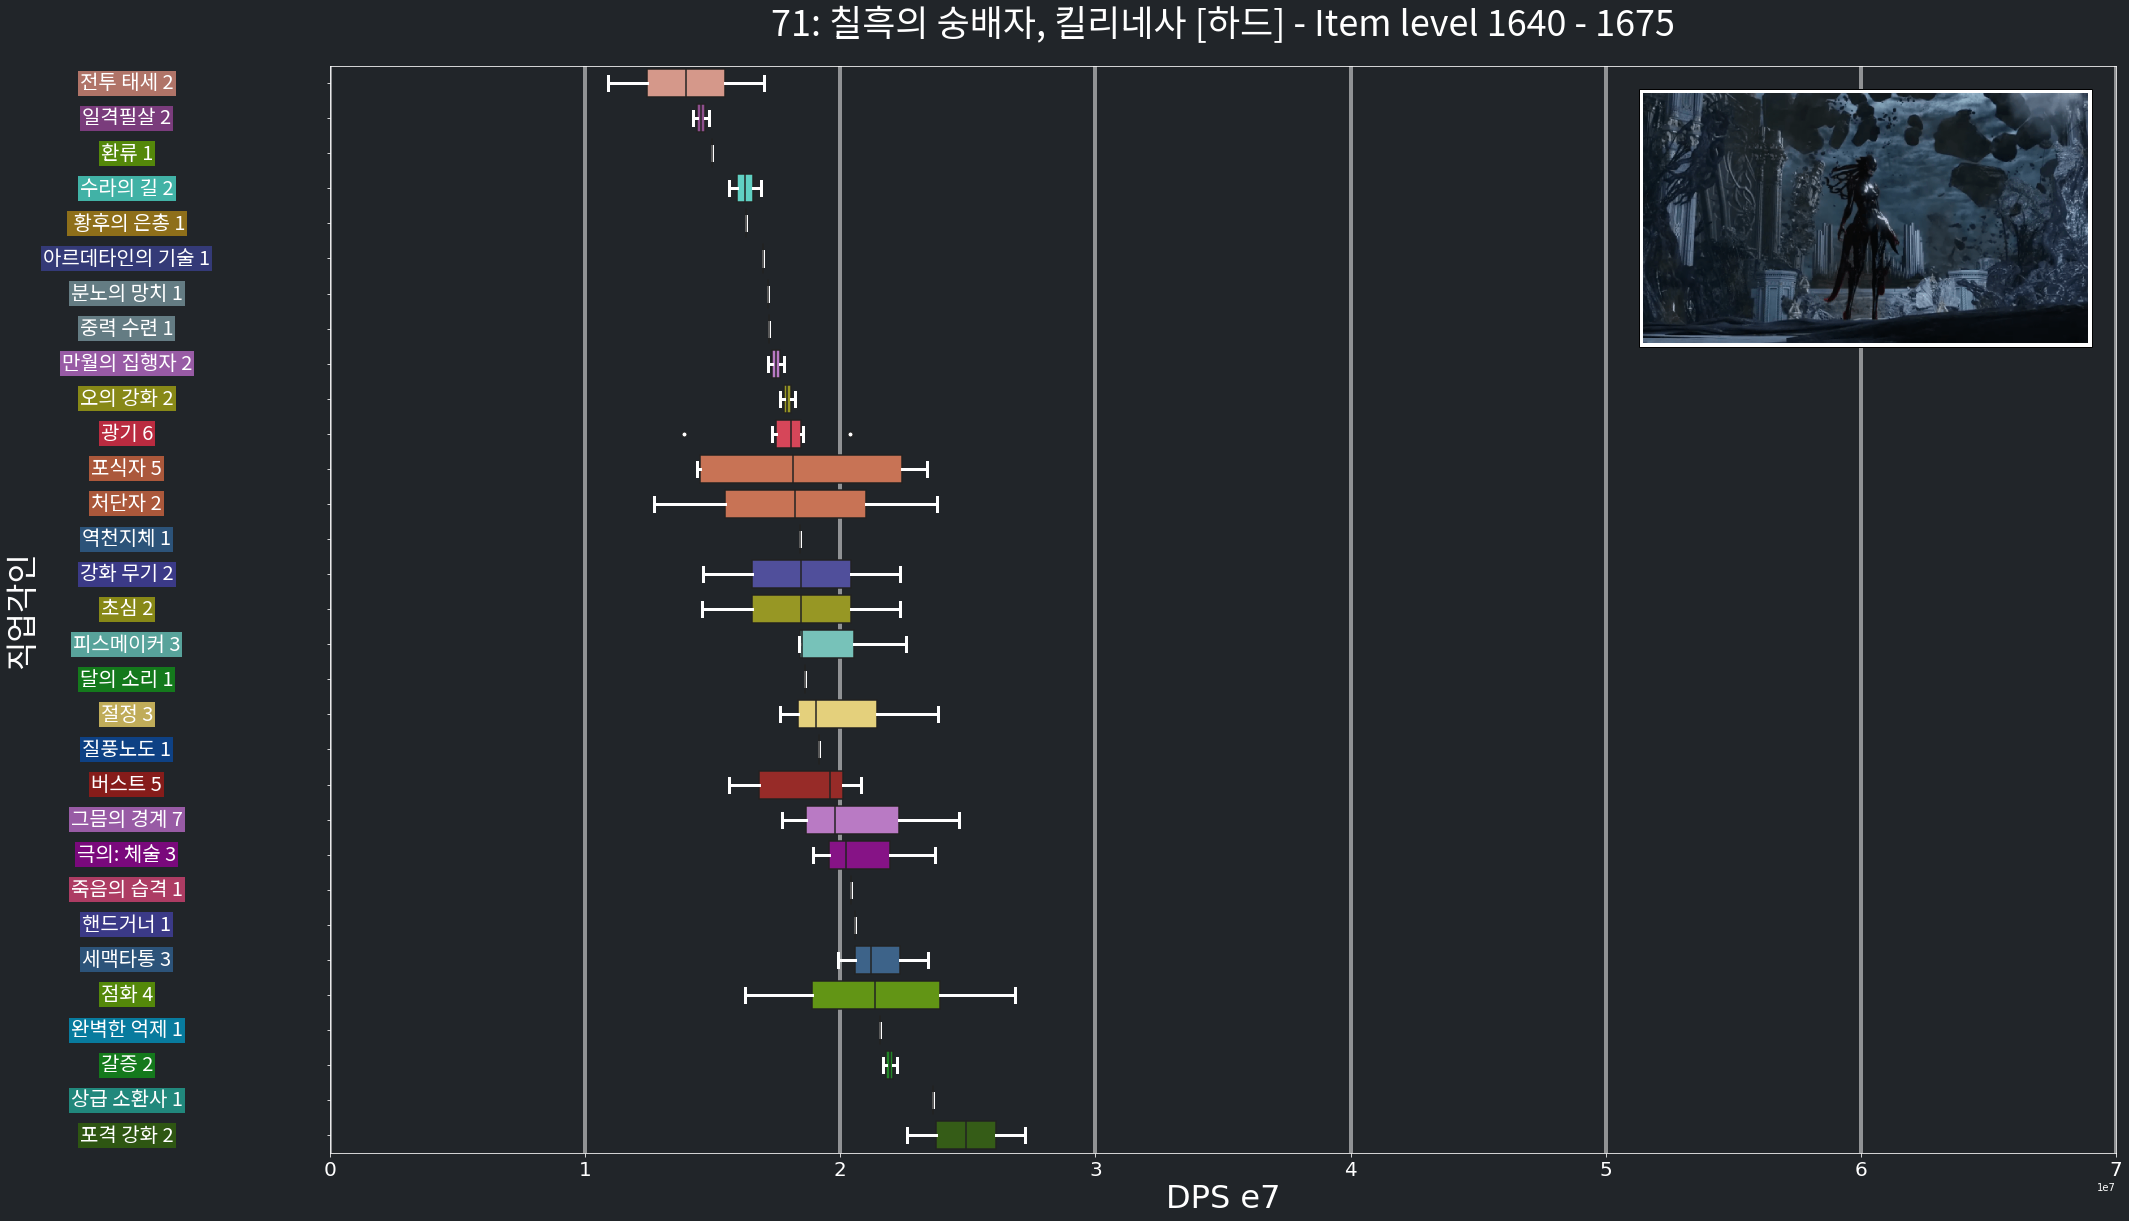 71: 칠흑의 숭배자, 킬리네사 [하드] - Item level 1640 - 1675
전투 태세 2
일격필살 2
환류 1
수라의 길 2
황후의 은총 1
아르데타인의 기술 1
분노의 망치 1
중력 수련 1
만월의 집행자 2
오의 강화 2
광기 6
포식자 5
처단자 2
역천지체 1
강화 무기 2
초심 2
피스메이커 3
달의 소리 1
절정 3
질풍노도 1
버스트 5
그믐의 경계 7
극의: 체술 3
죽음의 습격 1
핸드거너 1
세맥타통 3
점화 4
완벽한 억제 1
갈증 2
상급 소환사 1
포격 강화 2
직업각인
0 1 2 3 4 5 6 7
DPS e7
1e7